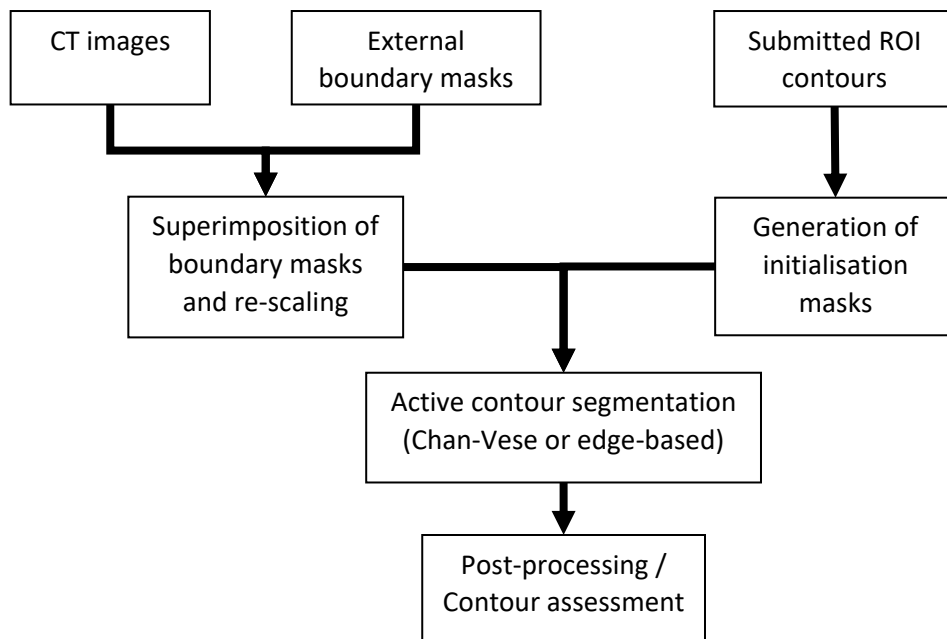 CT images
External
boundary masks
Submitted ROI
contours
Superimposition of
boundary masks
and re-scaling
Generation of
initialisation
masks
Active contour segmentation
(Chan-Vese or edge-based)
Post-processing /
Contour assessment